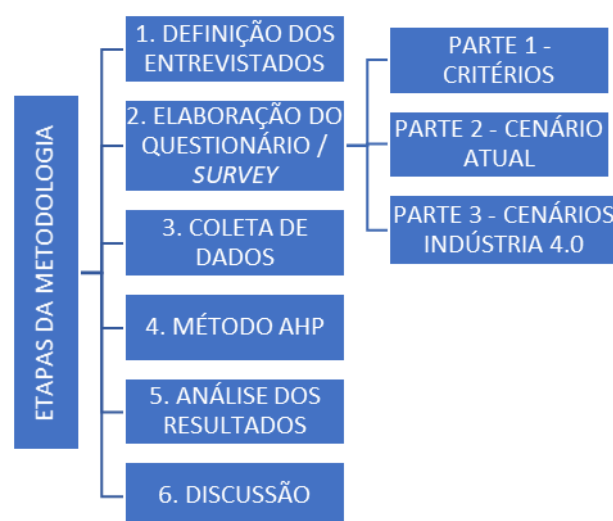 ETAPAS DA METODOLOGIA
1. DEFINIÇÃO DOS
ENTREVISTADOS
2. ELABORAÇÃO DO
QUESTIONÁRIO /
SURVEY
PARTE 1 -
CRITÉRIOS
PARTE 2 - CENÁRIO
ATUAL
PARTE 3 - CENÁRIOS
INDÚSTRIA 4.0
3. COLETA DE
DADOS
4. MÉTODO AHP
5. ANÁLISE DOS
RESULTADOS
6. DISCUSSÃO